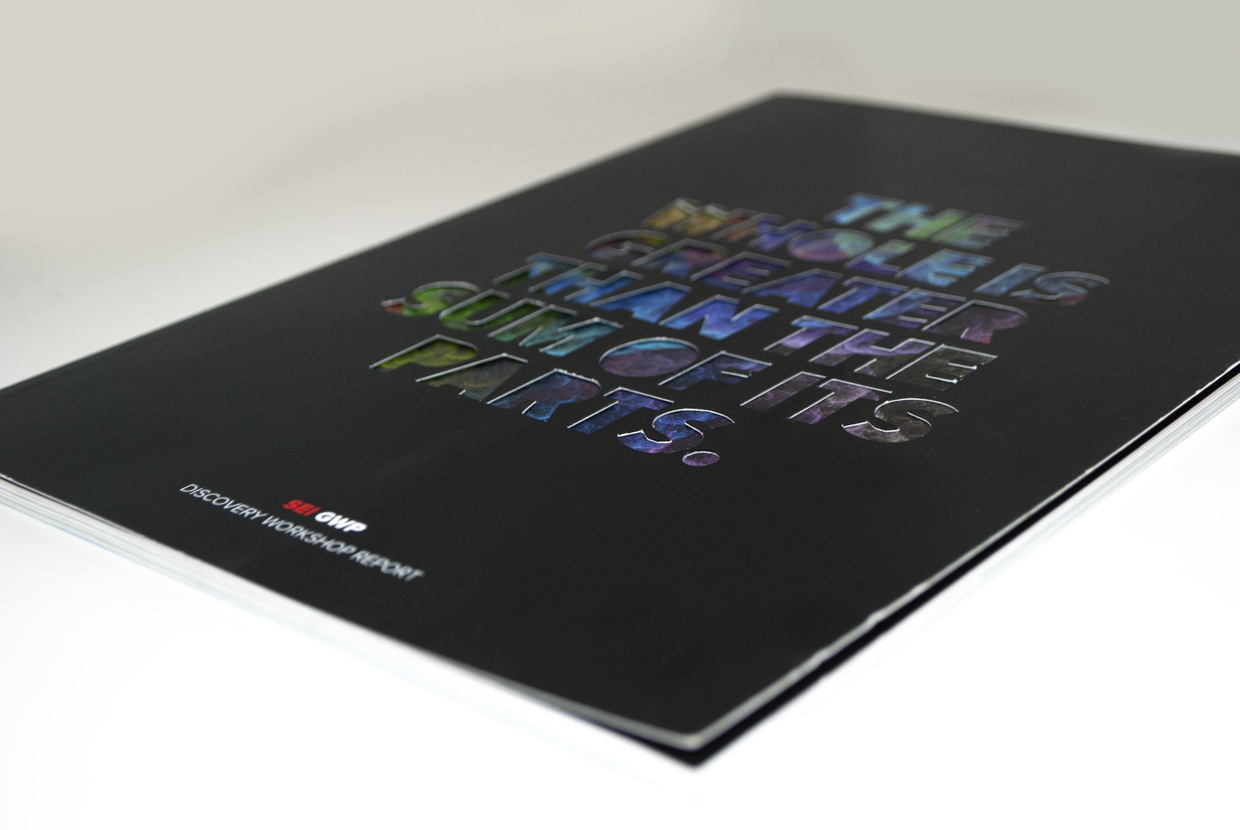 THE
WHOLE IS
GREATER
THAN THE
SUM OF ITS
PARTS.
SEI GWP
DISCOVERY WORKSHOP REPORT